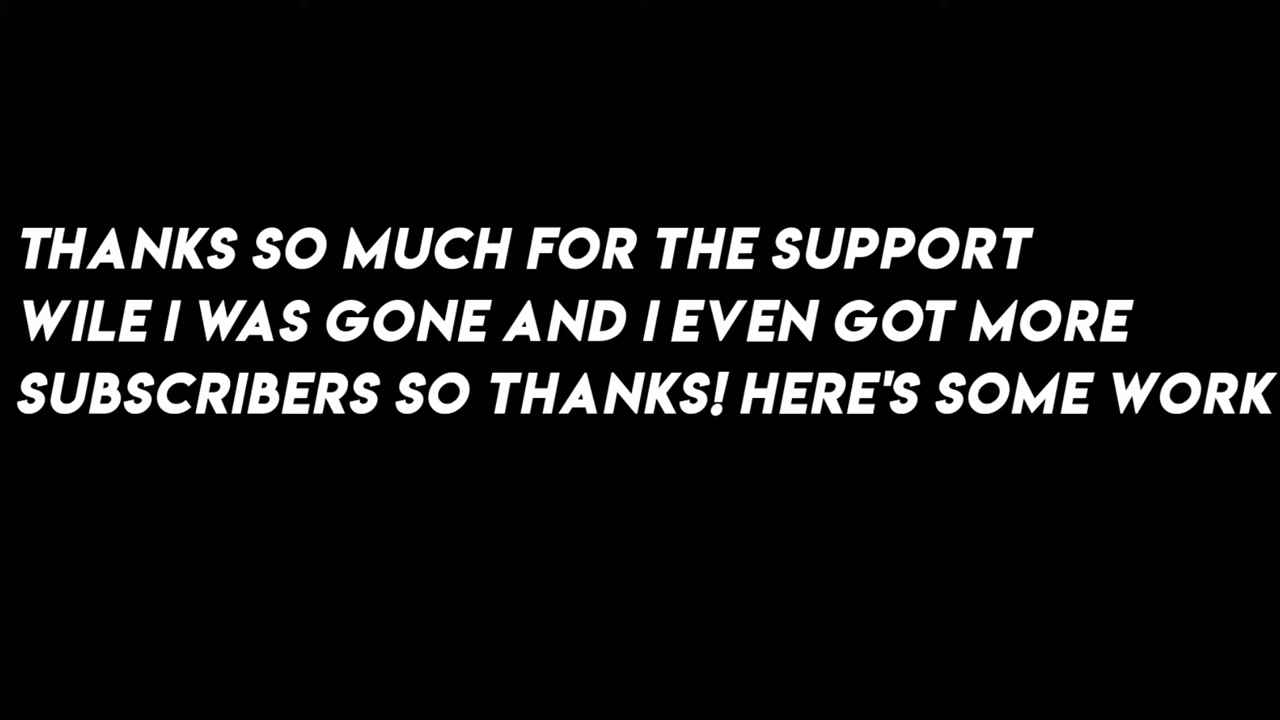 THANKS SO MUCH FOR THE SUPPORT
WILE I WAS GONE AND I EVEN GOT MORE
SUBSCRIBERS SO THANKS! HERE'S SOME WORK